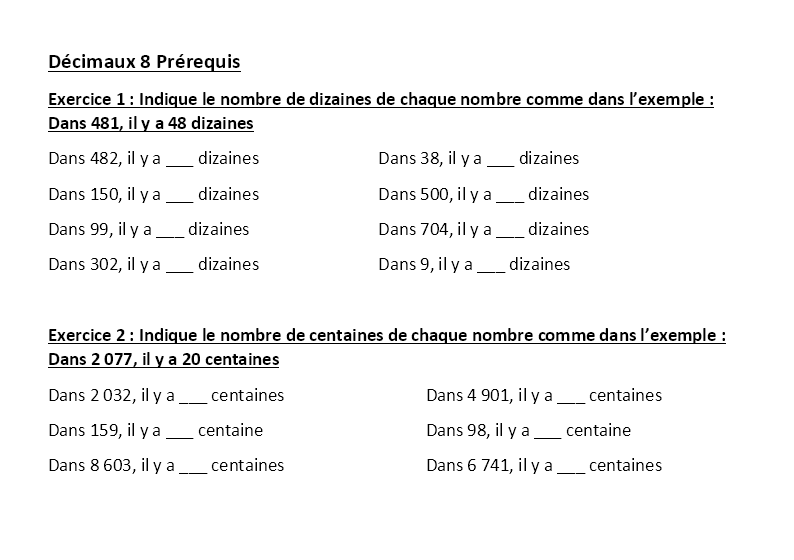 Décimaux 8 Prérequis
Exercice 1 : Indique le nombre de dizaines de chaque nombre comme dans l’exemple :
Dans 481, il y a 48 dizaines
Dans 482, il y a ___ dizaines Dans 38, il y a ___ dizaines
Dans 150, il y a ___ dizaines Dans 500, il y a ___ dizaines
Dans 99, il y a ___ dizaines Dans 704, il y a ___ dizaines
Dans 302, il y a ___ dizaines Dans 9, il y a ___ dizaines
Exercice 2 : Indique le nombre de centaines de chaque nombre comme dans l’exemple :
Dans 2 077, il y a 20 centaines
Dans 2 032, il y a ___ centaines Dans 4 901, il y a ___ centaines
Dans 159, il y a ___ centaine Dans 98, il y a ___ centaine
Dans 8 603, il y a ___ centaines Dans 6 741, il y a ___ centaines